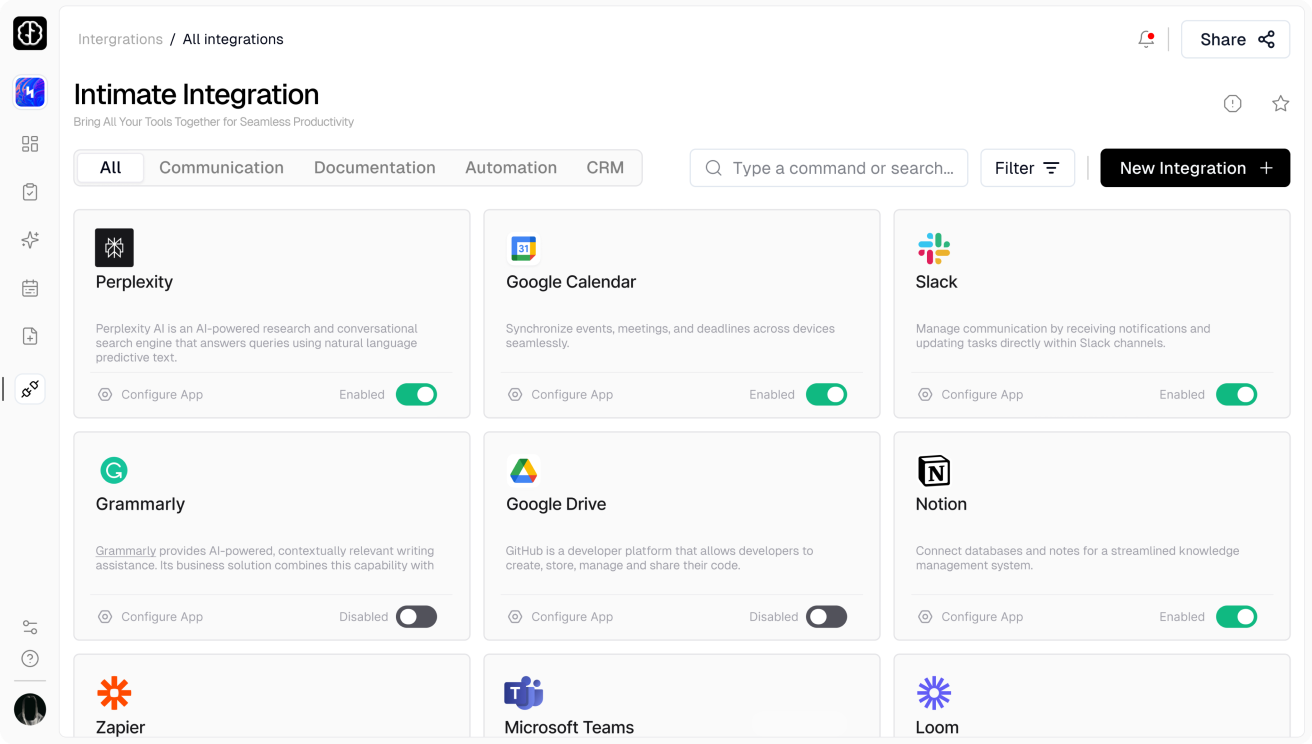 Intergrations / All integrations
Share
Intimate Integration
Bring All Your Tools Together for Seamless Productivity
All Communication Documentation Automation CRM
Type a command or search...
Filter
New Integration +
Perplexity
Perplexity AI is an AI-powered research and conversational
search engine that answers queries using natural language
predictive text.
Configure App Enabled
31
Google Calendar
Synchronize events, meetings, and deadlines across devices
seamlessly.
Configure App Enabled
Slack
Manage communication by receiving notifications and
updating tasks directly within Slack channels.
Configure App Enabled
G
Grammarly
Grammarly provides AI-powered, contextually relevant writing
assistance. Its business solution combines this capability with
Configure App Disabled
Google Drive
GitHub is a developer platform that allows developers to
create, store, manage and share their code.
Configure App Disabled
N
Notion
Connect databases and notes for a streamlined knowledge
management system.
Configure App Enabled
Zapier
T
Microsoft Teams
Loom